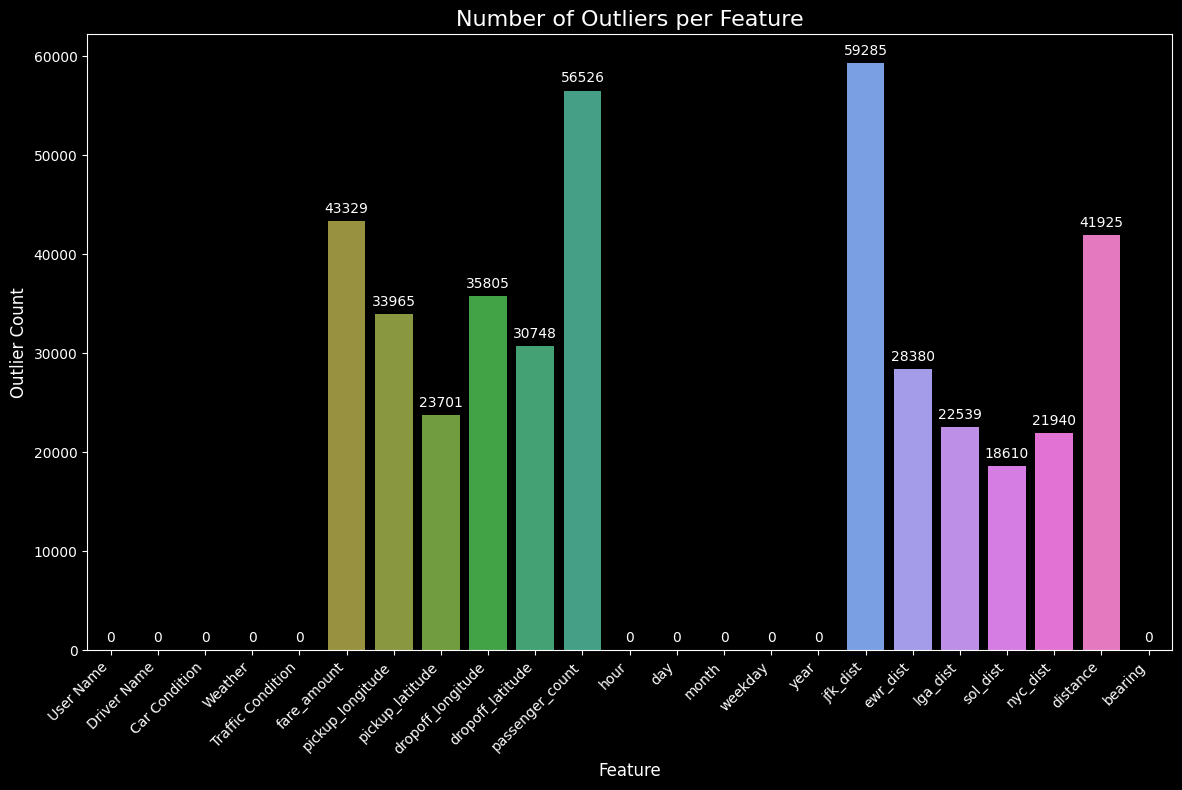 Number of Outliers per Feature
Outlier Count
60000
50000
40000
30000
20000
10000
0
0
0
0
0
0
43329
33965
23701
35805
30748
56526
0
0
0
0
0
59285
28380
22539
18610
21940
41925
0
User Name
Driver Name
Car Condition
Weather
Traffic Condition
fare_amount
pickup_longitude
pickup_latitude
dropoff_longitude
dropoff_latitude
passenger_count
hour
day
month
weekday
year
jfk_dist
ewr_dist
lga_dist
sol_dist
nyc_dist
distance
bearing
Feature